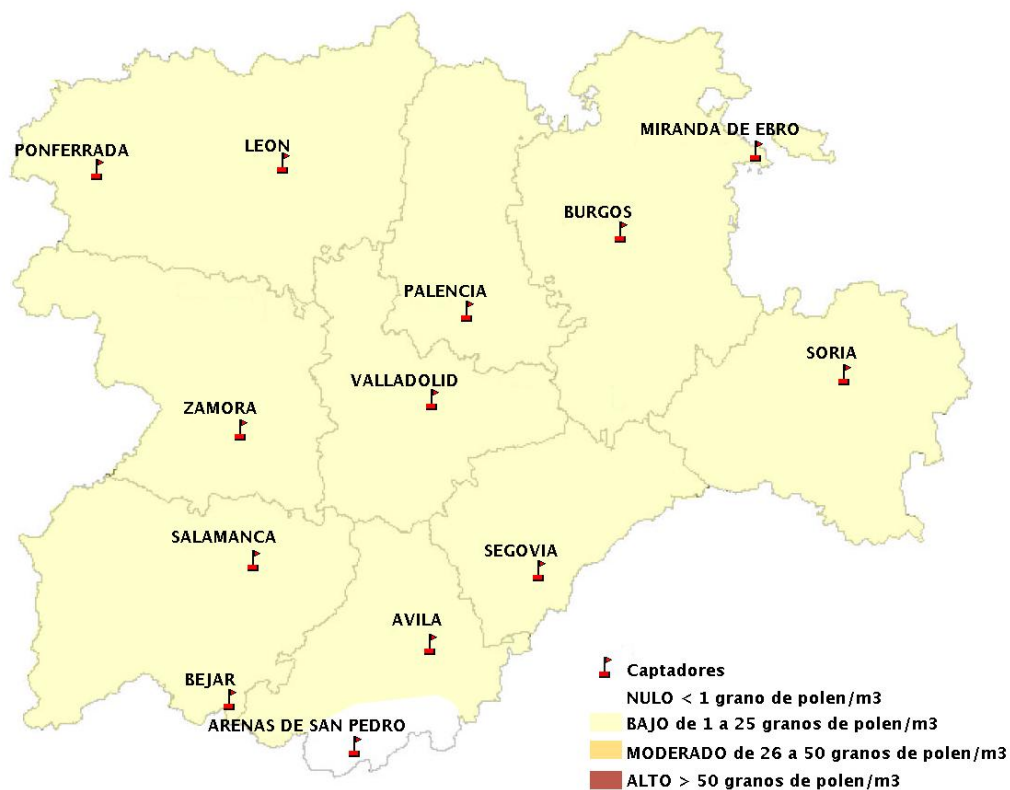 MIRANDA DE EBRO
PONFERRADA
LEON
BURGOS
PALENCIA
SORIA
VALLADOLID
ZAMORA
SALAMANCA
SEGOVIA
AVILA
BEJAR
ARENAS DE SAN PEDRO
Captadores
NULO < 1 grano de polen/m3
BAJO de 1 a 25 granos de polen/m3
MODERADO de 26 a 50 granos de polen/m3
ALTO > 50 granos de polen/m3